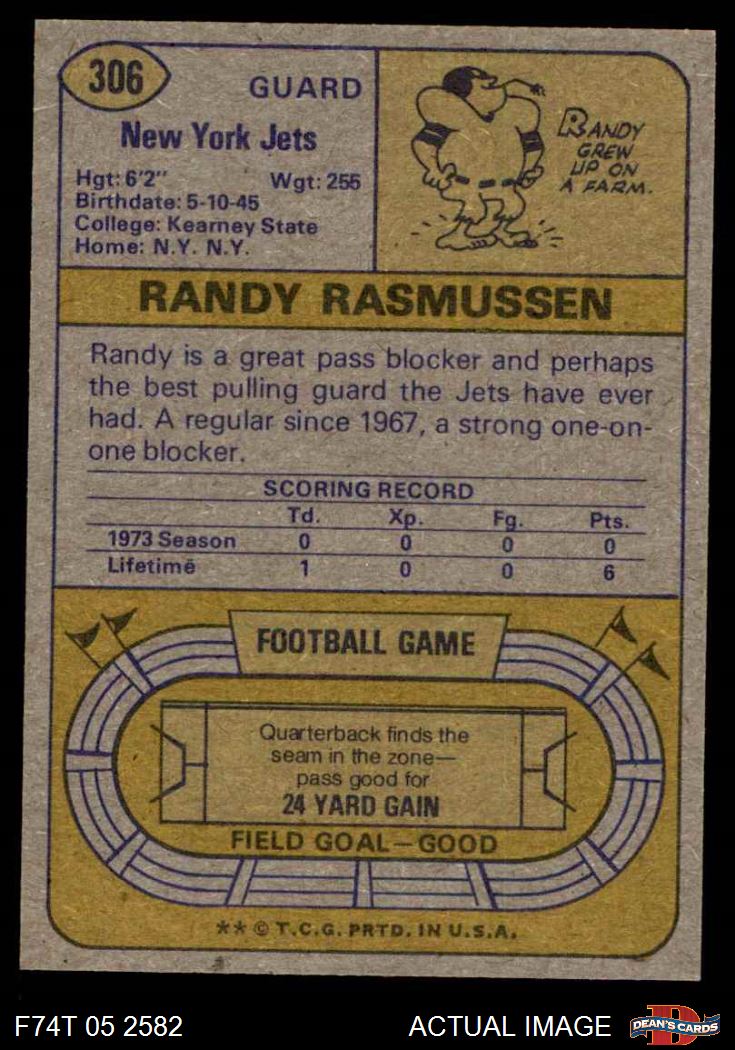 306
GUARD
New York Jets
Hgt: 6'2" Wgt: 255
Birthdate: 5-10-45
College: Kearney State
Home: N.Y. N.Y.
RANDY
GREW
UP ON
A FARM.
RANDY RASMUSSEN
Randy is a great pass blocker and perhaps
the best pulling guard the Jets have ever
had. A regular since 1967, a strong one-on-
one blocker.
SCORING RECORD
Td. Xp. Fg. Pts.
1973 Season 0 0 0 0
Lifetime 1 0 0 6
FOOTBALL GAME
Quarterback finds the
seam in the zone—
pass good for
24 YARD GAIN
FIELD GOAL—GOOD
** © T.C.G. PRTD. IN U.S.A.
F74T 05 2582 ACTUAL IMAGE DEAN'S CARDS